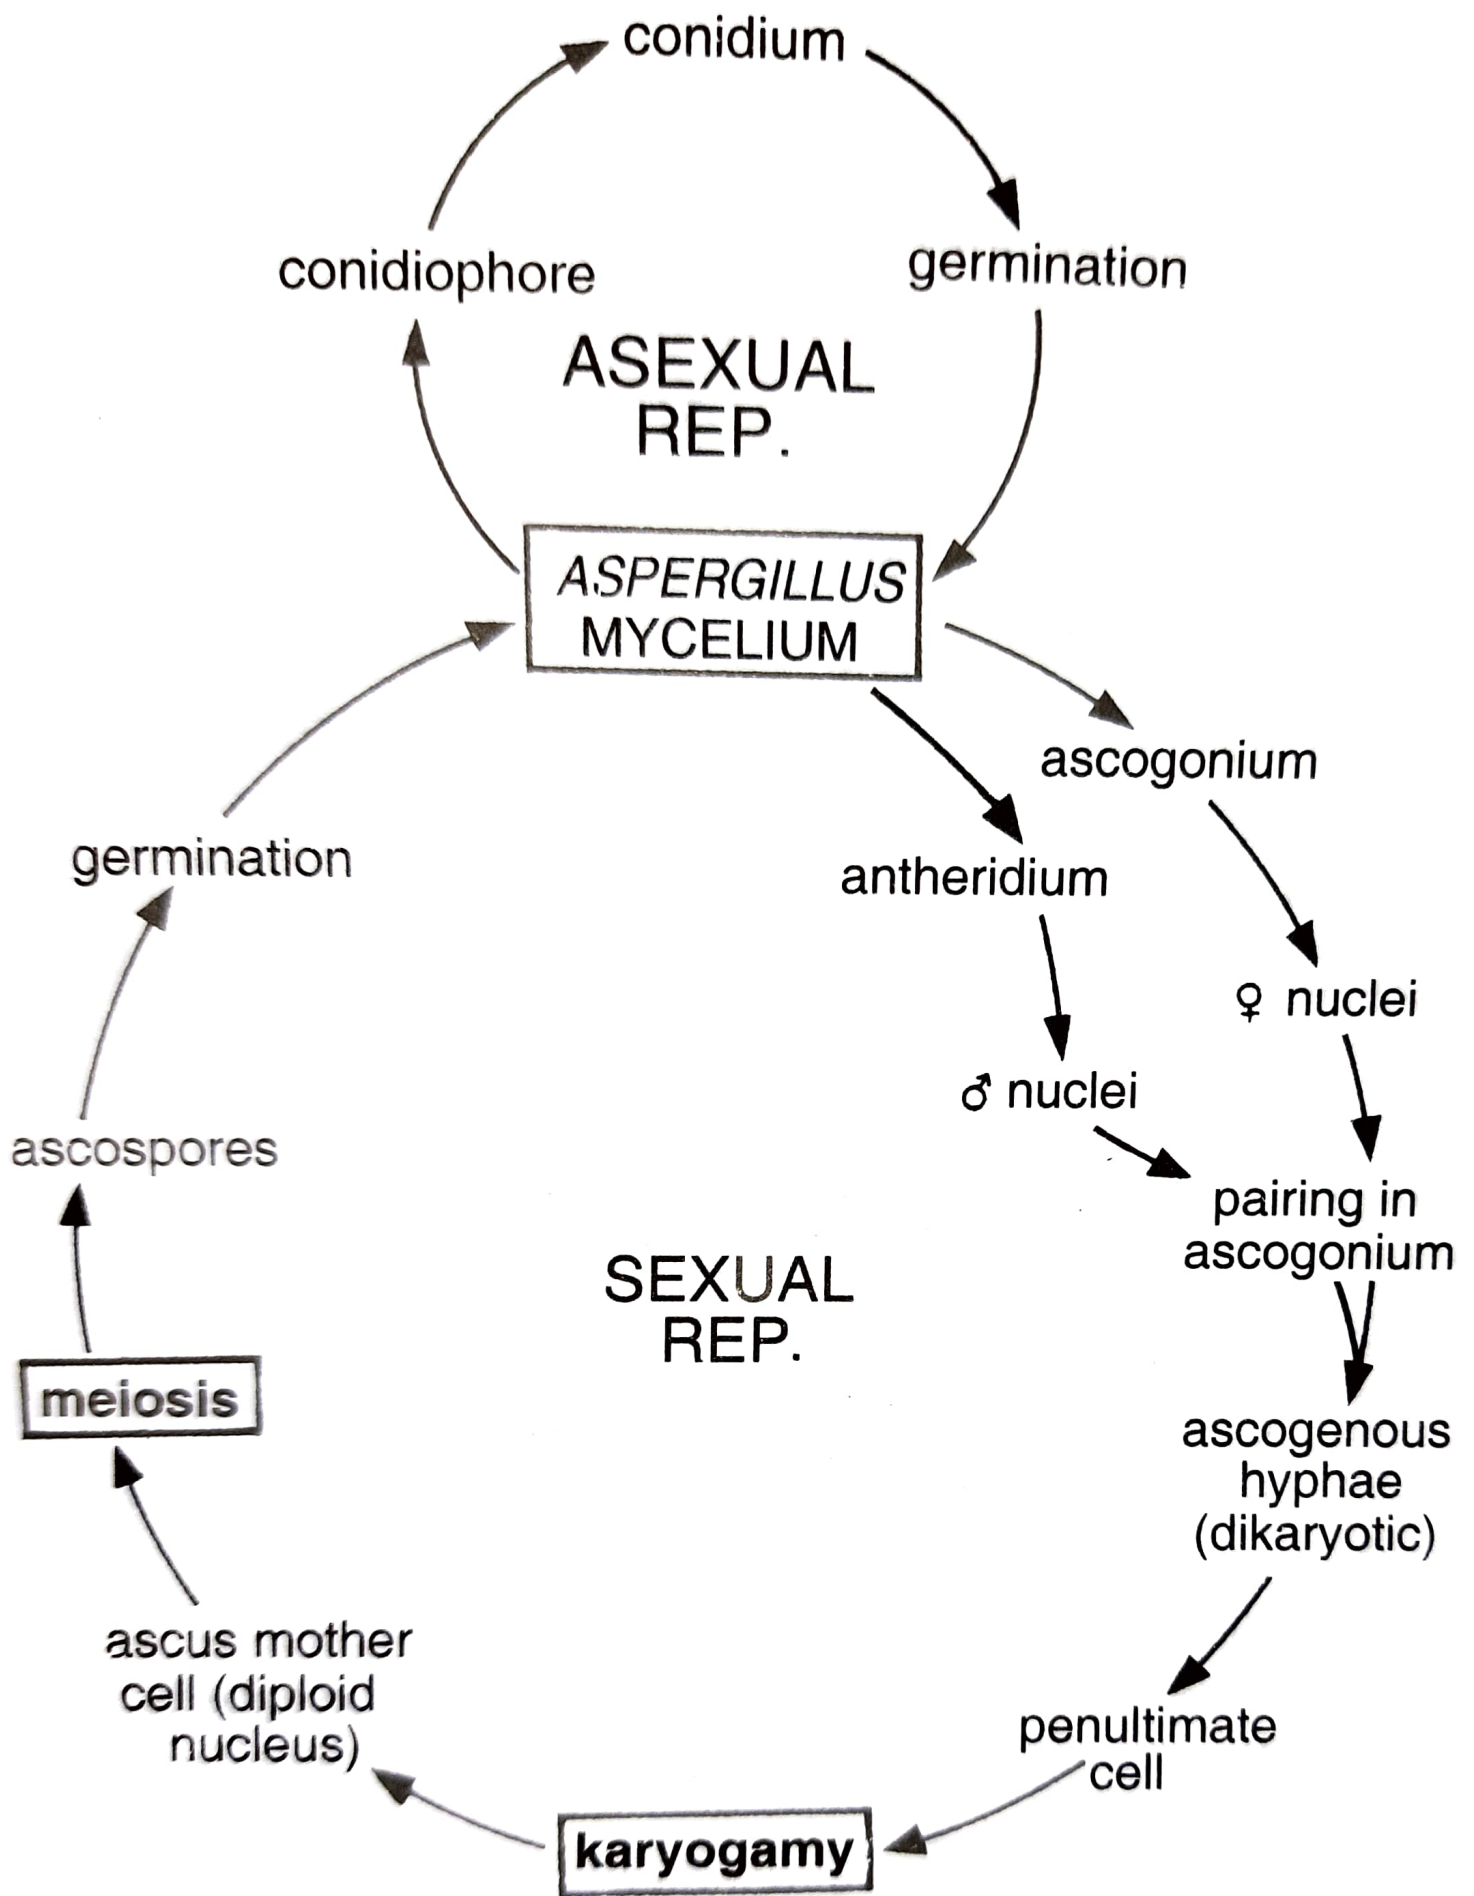 conidium
conidiophore
germination
ASEXUAL
REP.
ASPERGILLUS
MYCELIUM
ascogonium
germination
antheridium
♀ nuclei
♂ nuclei
ascospores
pairing in
ascogonium
SEXUAL
REP.
meiosis
ascogenous
hyphae
(dikaryotic)
ascus mother
cell (diploid
nucleus)
penultimate
cell
karyogamy